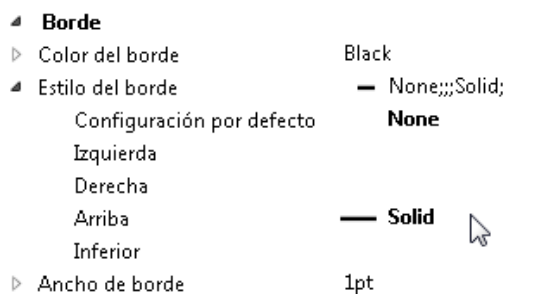 Borde
Color del borde Black
Estilo del borde None;;;Solid;
Configuración por defecto None
Izquierda
Derecha
Arriba Solid
Inferior
Ancho de borde 1pt